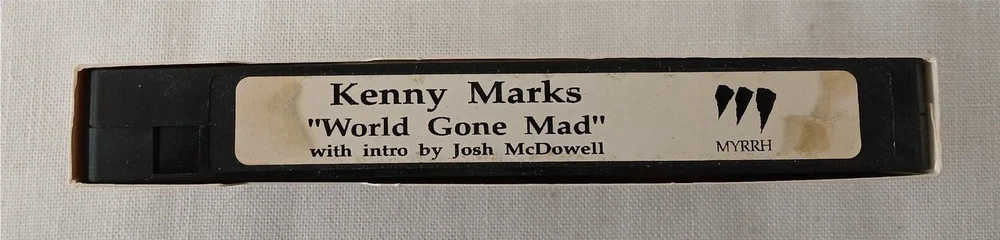 Kenny Marks
"World Gone Mad"
with intro by Josh McDowell
MYRRH